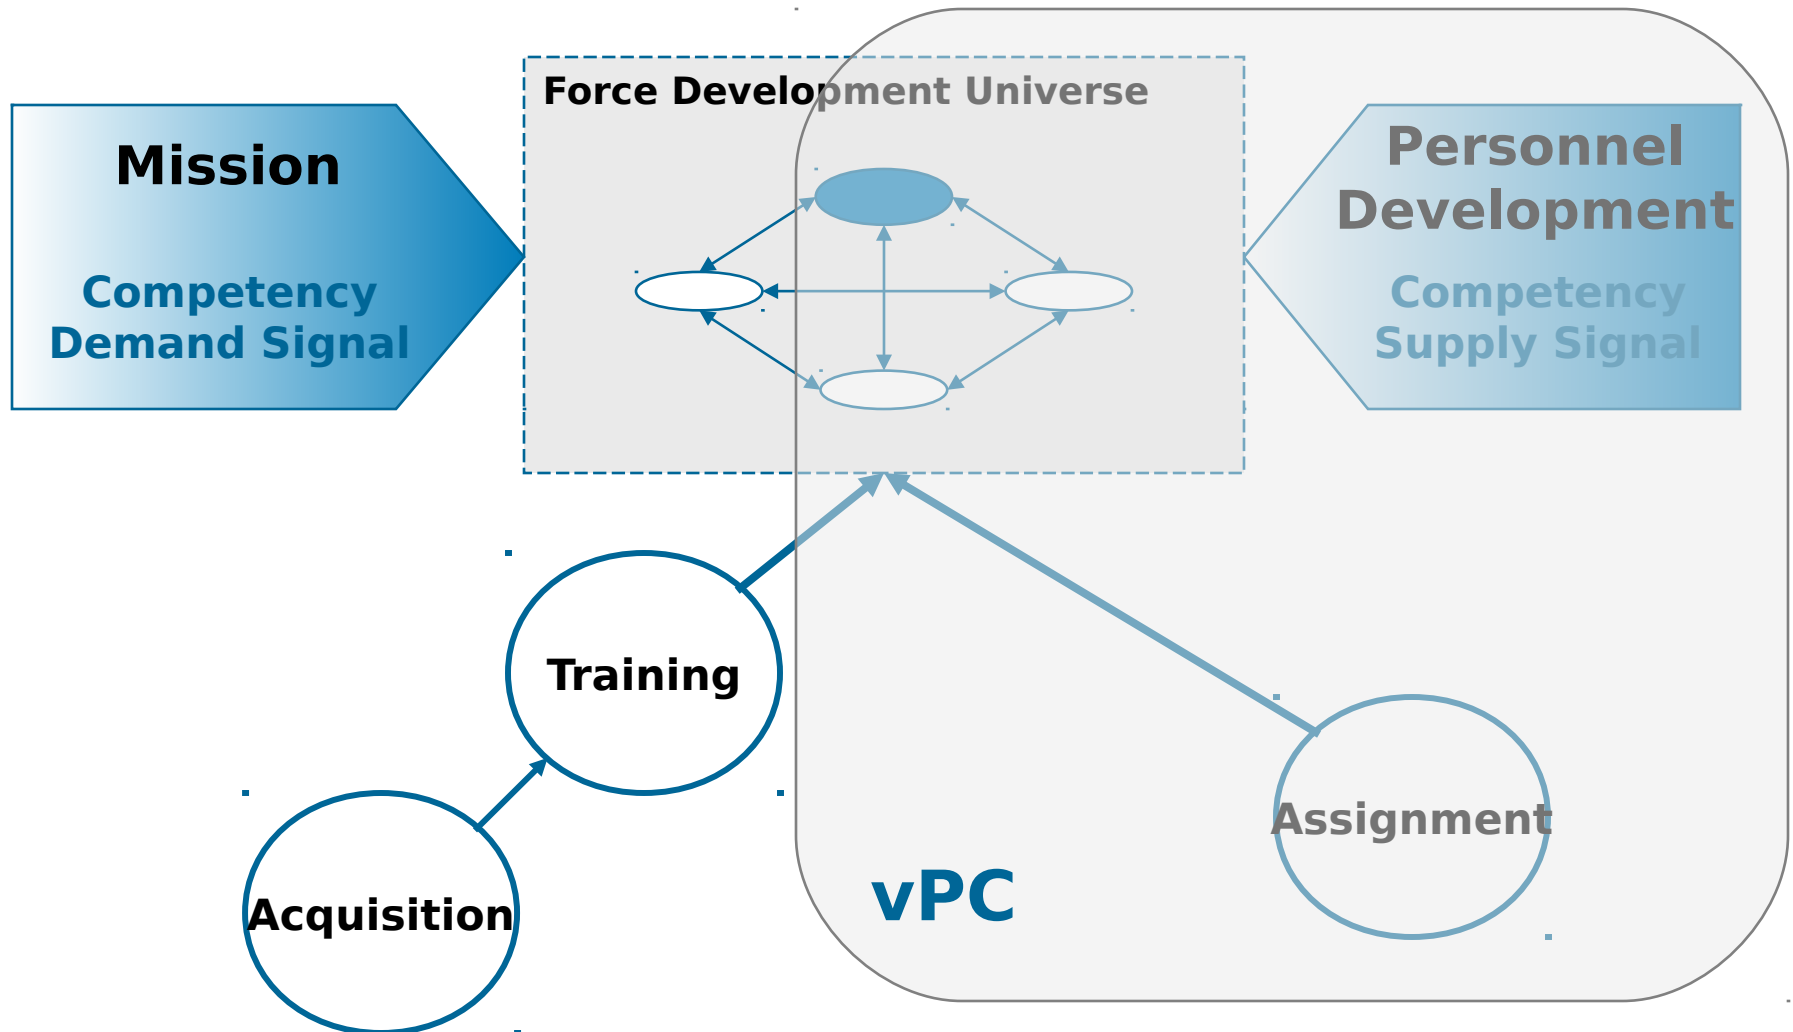 Force Development Universe
Mission
Competency
Demand Signal
Personnel
Development
Competency
Supply Signal
Training
Assignment
vPC
Acquisition